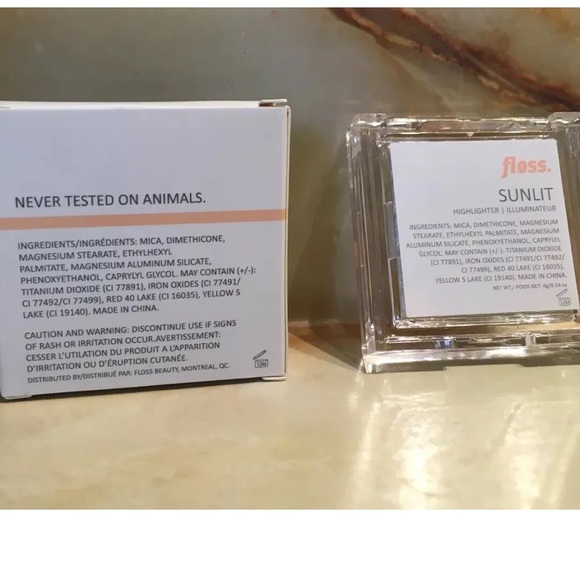 NEVER TESTED ON ANIMALS.
INGREDIENTS/INGRÉDIENTS: MICA, DIMETHICONE,
MAGNESIUM STEARATE, ETHYLHEXYL
PALMITATE, MAGNESIUM ALUMINUM SILICATE,
PHENOXYETHANOL, CAPRYLYL GLYCOL. MAY CONTAIN (+/-):
TITANIUM DIOXIDE (CI 77891), IRON OXIDES (CI 77491/
CI 77492/CI 77499), RED 40 LAKE (CI 16035), YELLOW 5
LAKE (CI 19140). MADE IN CHINA.
CAUTION AND WARNING: DISCONTINUE USE IF SIGNS
OF RASH OR IRRITATION OCCUR.AVERTISSEMENT:
CESSER L'UTILATION DU PRODUIT A L'APPARITION
D'IRRITATION OU D'ÉRUPTION CUTANÉE.
DISTRIBUTED BY/DISTRIBUÉ PAR: FLOSS BEAUTY, MONTREAL, QC.
12M
floss.
SUNLIT
HIGHLIGHTER | ILLUMINATEUR
INGREDIENTS: MICA, DIMETHICONE, MAGNESIUM
STEARATE, ETHYLHEXYL PALMITATE, MAGNESIUM
ALUMINUM SILICATE, PHENOXYETHANOL, CAPRYLYL
GLYCOL. MAY CONTAIN (+/-): TITANIUM DIOXIDE
(CI 77891), IRON OXIDES (CI 77491/CI 77492/
CI 77499), RED 40 LAKE (CI 16035),
YELLOW 5 LAKE (CI 19140). MADE IN CHINA.
NET WT./ POIDS NET. 4g/0.14 oz
12M